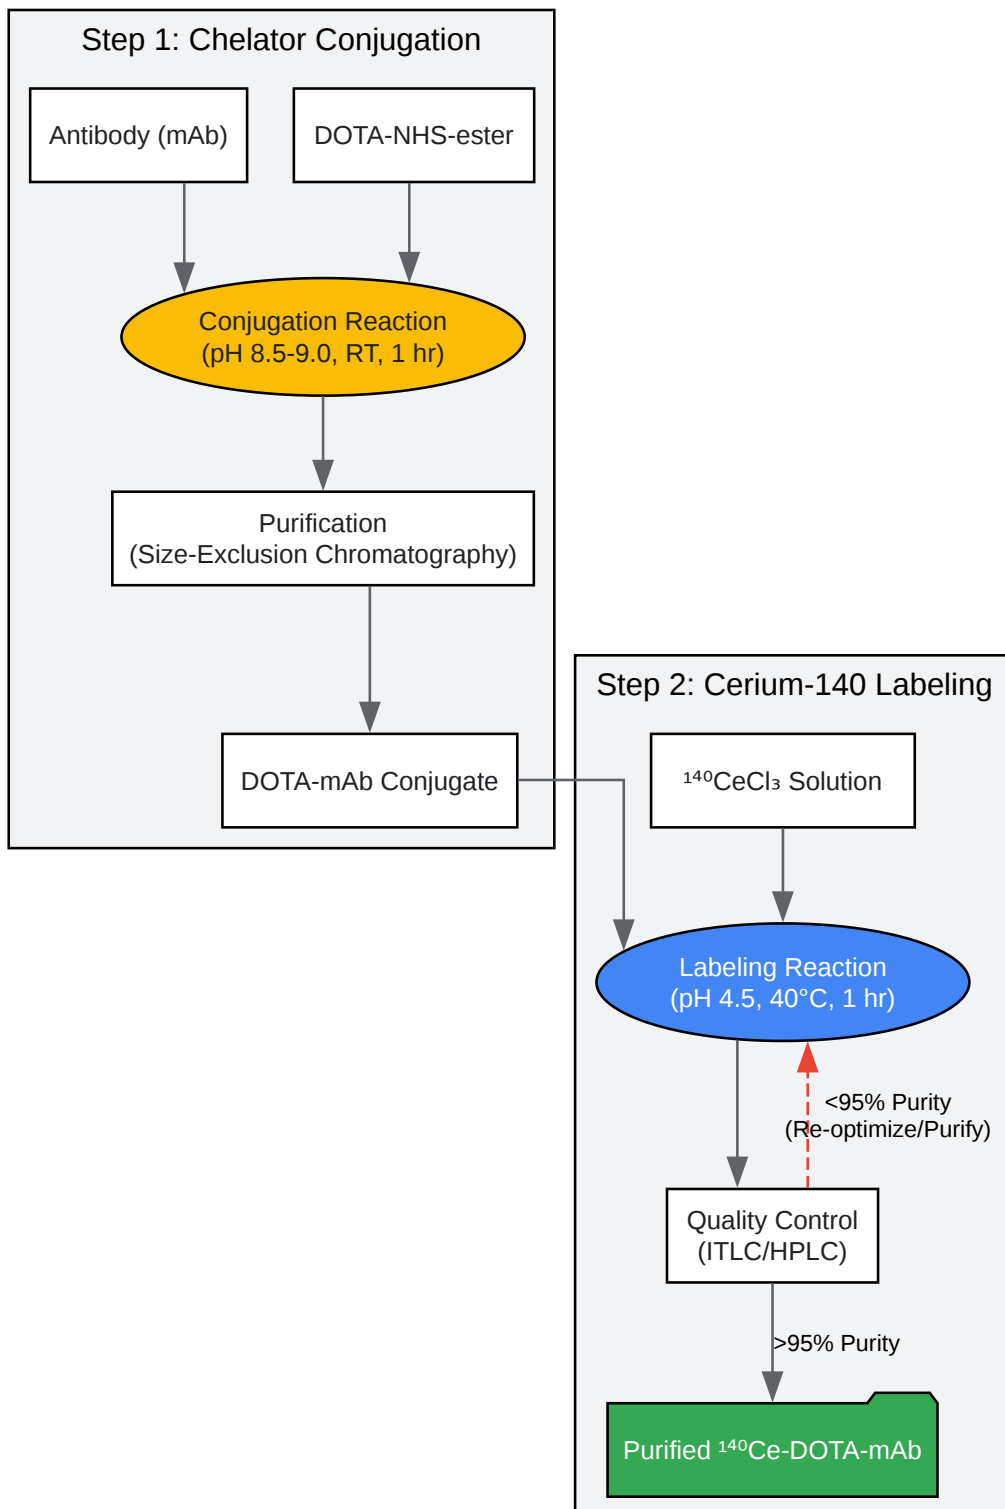 Step 1: Chelator Conjugation
Antibody (mAb)
DOTA-NHS-ester
Conjugation Reaction
(pH 8.5-9.0, RT, 1 hr)
Purification
(Size-Exclusion Chromatography)
DOTA-mAb Conjugate
Step 2: Cerium-140 Labeling
¹⁴⁰CeCl₃ Solution
Labeling Reaction
(pH 4.5, 40°C, 1 hr)
<95% Purity
(Re-optimize/Purify)
Quality Control
(ITLC/HPLC)
>95% Purity
Purified ¹⁴⁰Ce-DOTA-mAb